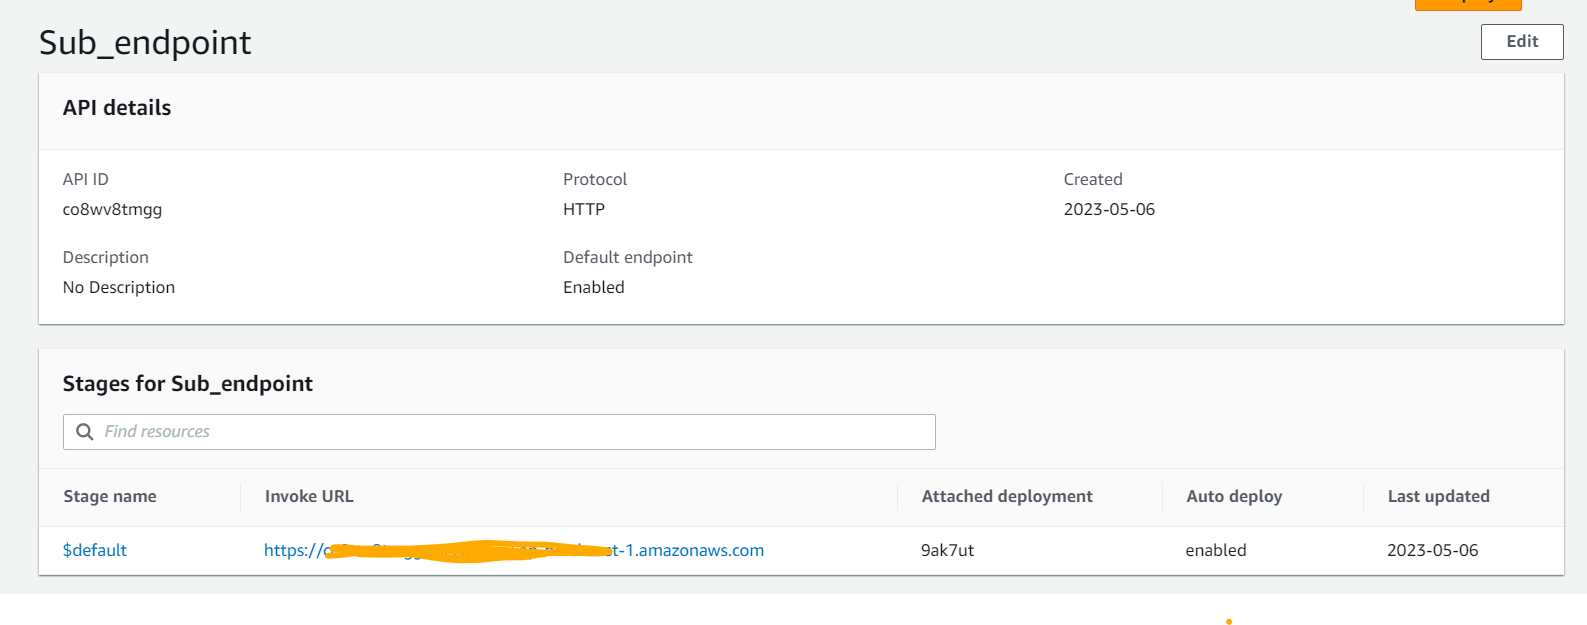 Sub_endpoint
Edit
API details
API ID
Protocol
Created
co8wv8tmgg
HTTP
2023-05-06
Description
Default endpoint
No Description
Enabled
Stages for Sub_endpoint
Find resources
Stage name
Invoke URL
Attached deployment
Auto deploy
Last updated
$default
https://
st-1.amazonaws.com
9ak7ut
enabled
2023-05-06